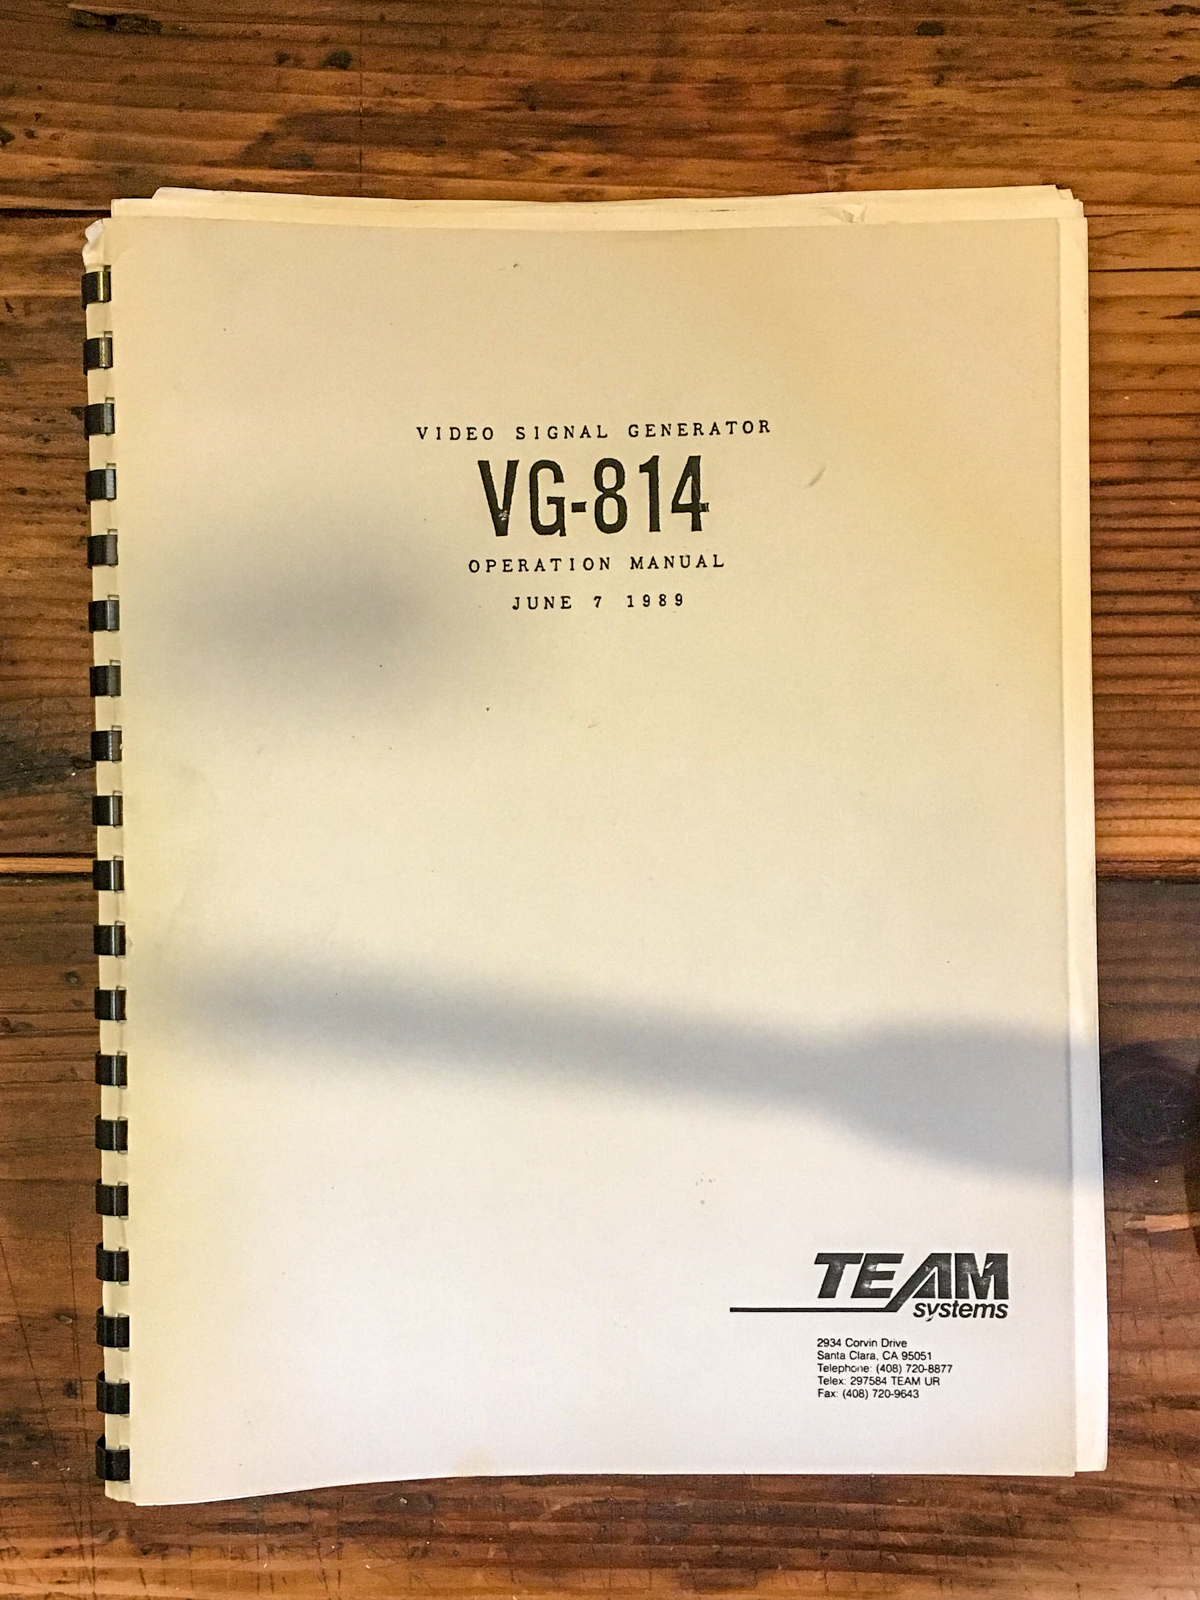 VIDEO SIGNAL GENERATOR
VG-814
OPERATION MANUAL
JUNE 7 1989
TEAM
systems
2934 Corvin Drive
Santa Clara, CA 95051
Telephone: (408) 720-8877
Telex: 297584 TEAM UR
Fax: (408) 720-9643